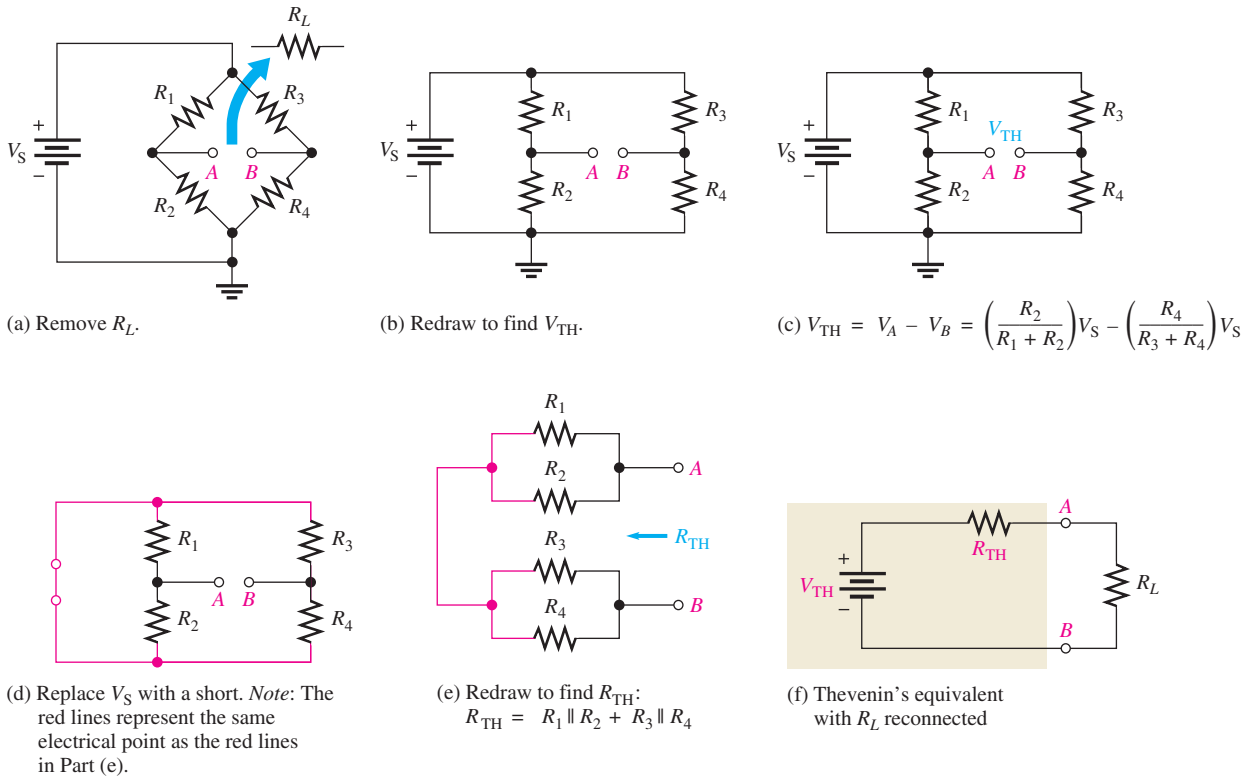 R_L
R_1
R_3
+
V_S
−
A
B
R_2
R_4
(a) Remove R_L.
R_1
R_3
+
V_S
−
A
B
R_2
R_4
(b) Redraw to find V_TH.
R_1
R_3
V_TH
+
V_S
−
A
B
R_2
R_4
(c) V_TH = V_A − V_B = (R_2 / (R_1 + R_2)) V_S − (R_4 / (R_3 + R_4)) V_S
R_1
R_3
A
B
R_2
R_4
(d) Replace V_S with a short. Note: The
red lines represent the same
electrical point as the red lines
in Part (e).
R_1
A
R_2
R_3
R_TH
R_4
B
(e) Redraw to find R_TH:
R_TH = R_1 ∥ R_2 + R_3 ∥ R_4
A
R_TH
+
V_TH
−
R_L
B
(f) Thevenin's equivalent
with R_L reconnected